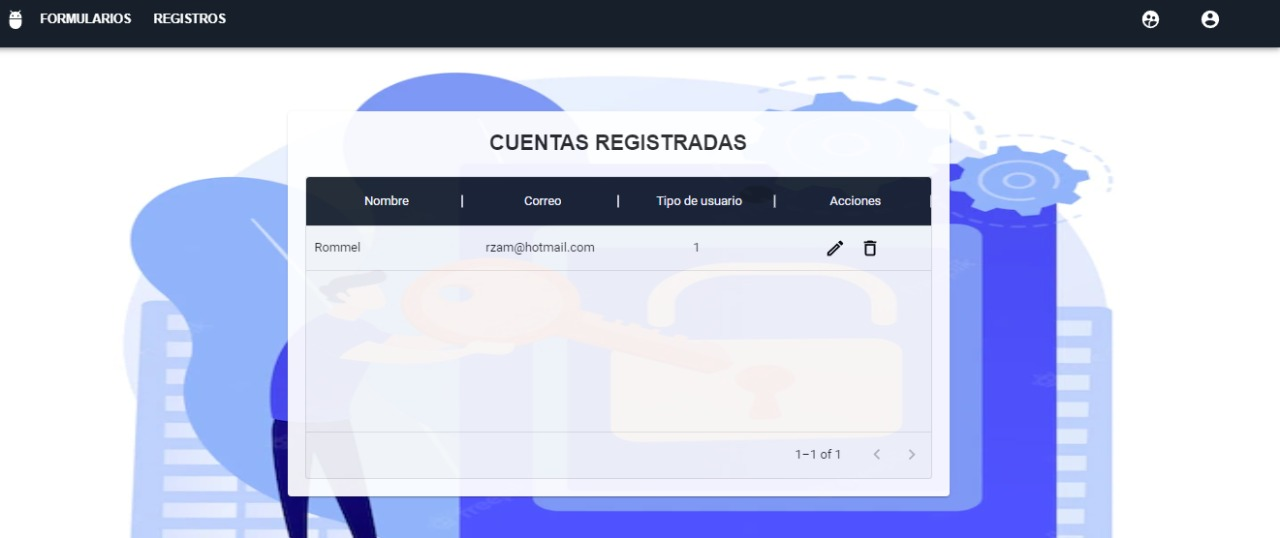 FORMULARIOS REGISTROS
CUENTAS REGISTRADAS
Nombre | Correo | Tipo de usuario | Acciones |
Rommel rzam@hotmail.com 1
1–1 of 1